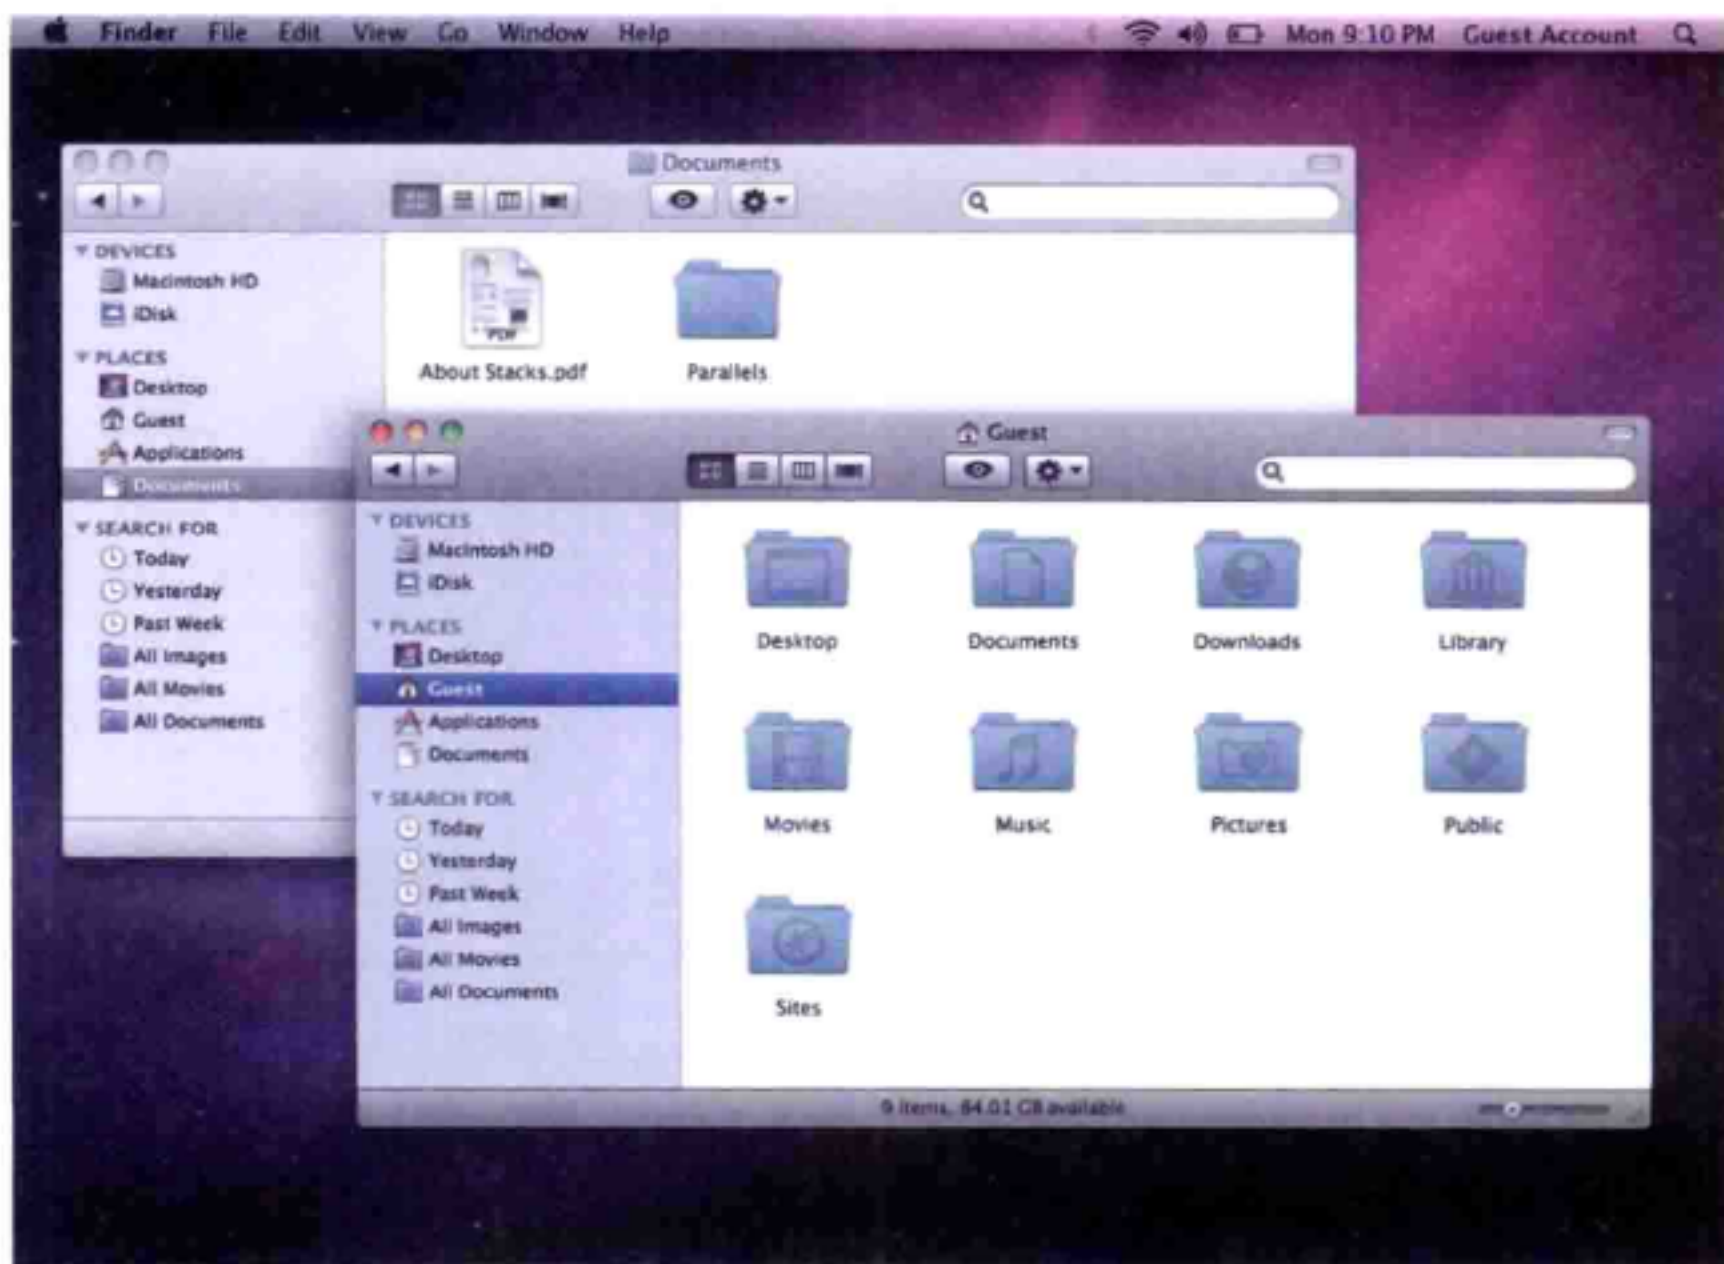 Finder File Edit View Go Window Help Mon 9:10 PM Guest Account
Documents
DEVICES
Macintosh HD
iDisk
PLACES
Desktop
Guest
Applications
Documents
SEARCH FOR
Today
Yesterday
Past Week
All Images
All Movies
All Documents
PDF
About Stacks.pdf Parallels
Guest
DEVICES
Macintosh HD
iDisk
PLACES
Desktop
Guest
Applications
Documents
SEARCH FOR
Today
Yesterday
Past Week
All Images
All Movies
All Documents
Desktop Documents Downloads Library
Movies Music Pictures Public
Sites
9 items, 64.01 GB available